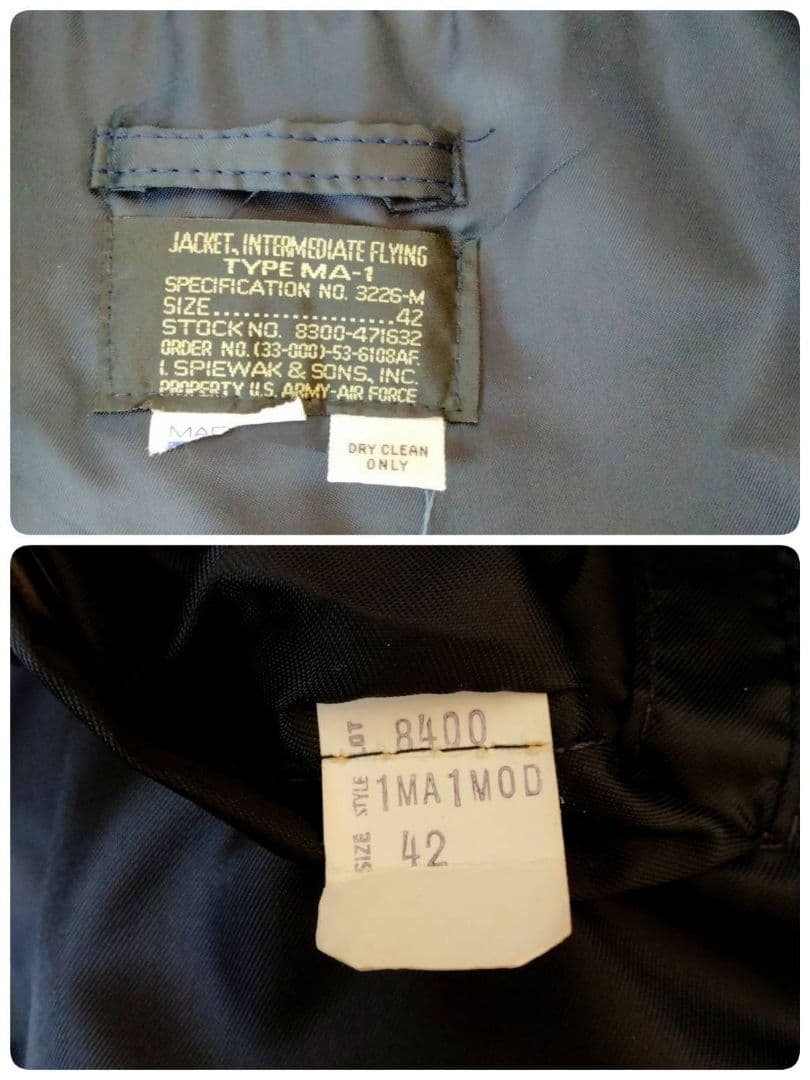 JACKET, INTERMEDIATE FLYING
TYPE MA-1
SPECIFICATION NO. 3226-M
SIZE...................42
STOCK NO. 8300-471632
ORDER NO. (33-000)-53-6108AF
I. SPIEWAK & SONS, INC.
PROPERTY U.S. ARMY-AIR FORCE
DRY CLEAN
ONLY
LOT 8400
STYLE 1MA1MOD
SIZE 42